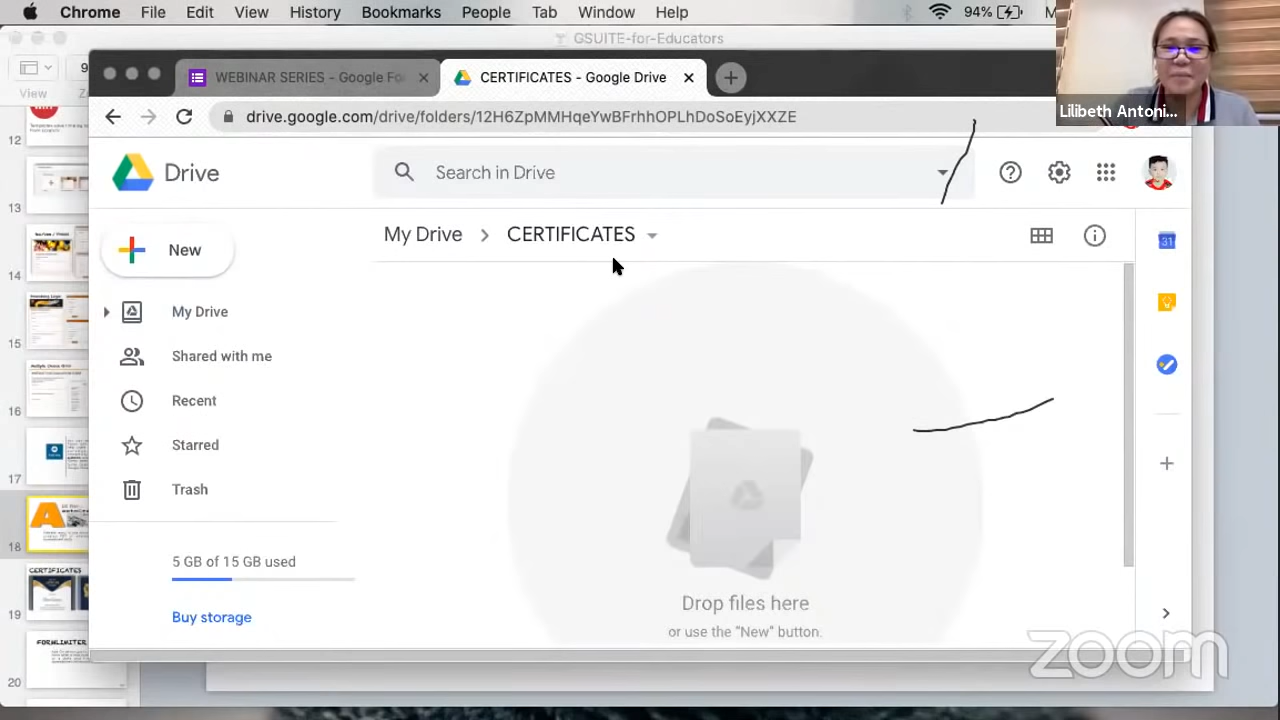 Chrome File Edit View History Bookmarks People Tab Window Help 94%
GSUITE-for-Educators
View
WEBINAR SERIES - Google Fo
CERTIFICATES - Google Drive
Lilibeth Antoni...
drive.google.com/drive/folders/12H6ZpMMHqeYwBFrhhOPLhDoSoEyjXXZE
Drive
Search in Drive
New
My Drive > CERTIFICATES
31
My Drive
Shared with me
Recent
Starred
Trash
5 GB of 15 GB used
Buy storage
Drop files here
or use the "New" button.
12
13
14
15
16
17
18
A
19
CERTIFICATES
20
FORMLIMITER
zoom